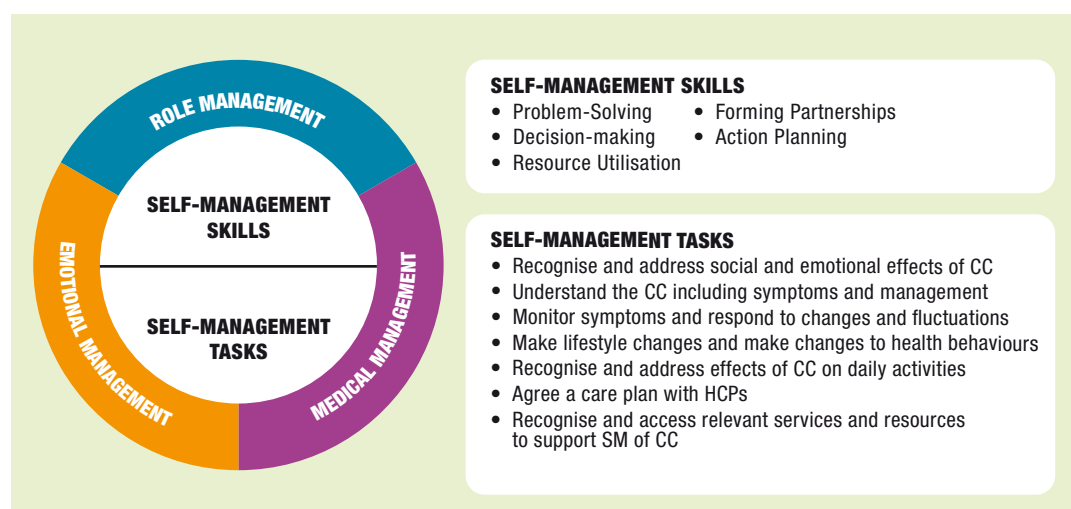 ROLE MANAGEMENT
EMOTIONAL MANAGEMENT
MEDICAL MANAGEMENT
SELF-MANAGEMENT
SKILLS
SELF-MANAGEMENT
TASKS
SELF-MANAGEMENT SKILLS
• Problem-Solving • Forming Partnerships
• Decision-making • Action Planning
• Resource Utilisation
SELF-MANAGEMENT TASKS
• Recognise and address social and emotional effects of CC
• Understand the CC including symptoms and management
• Monitor symptoms and respond to changes and fluctuations
• Make lifestyle changes and make changes to health behaviours
• Recognise and address effects of CC on daily activities
• Agree a care plan with HCPs
• Recognise and access relevant services and resources
to support SM of CC